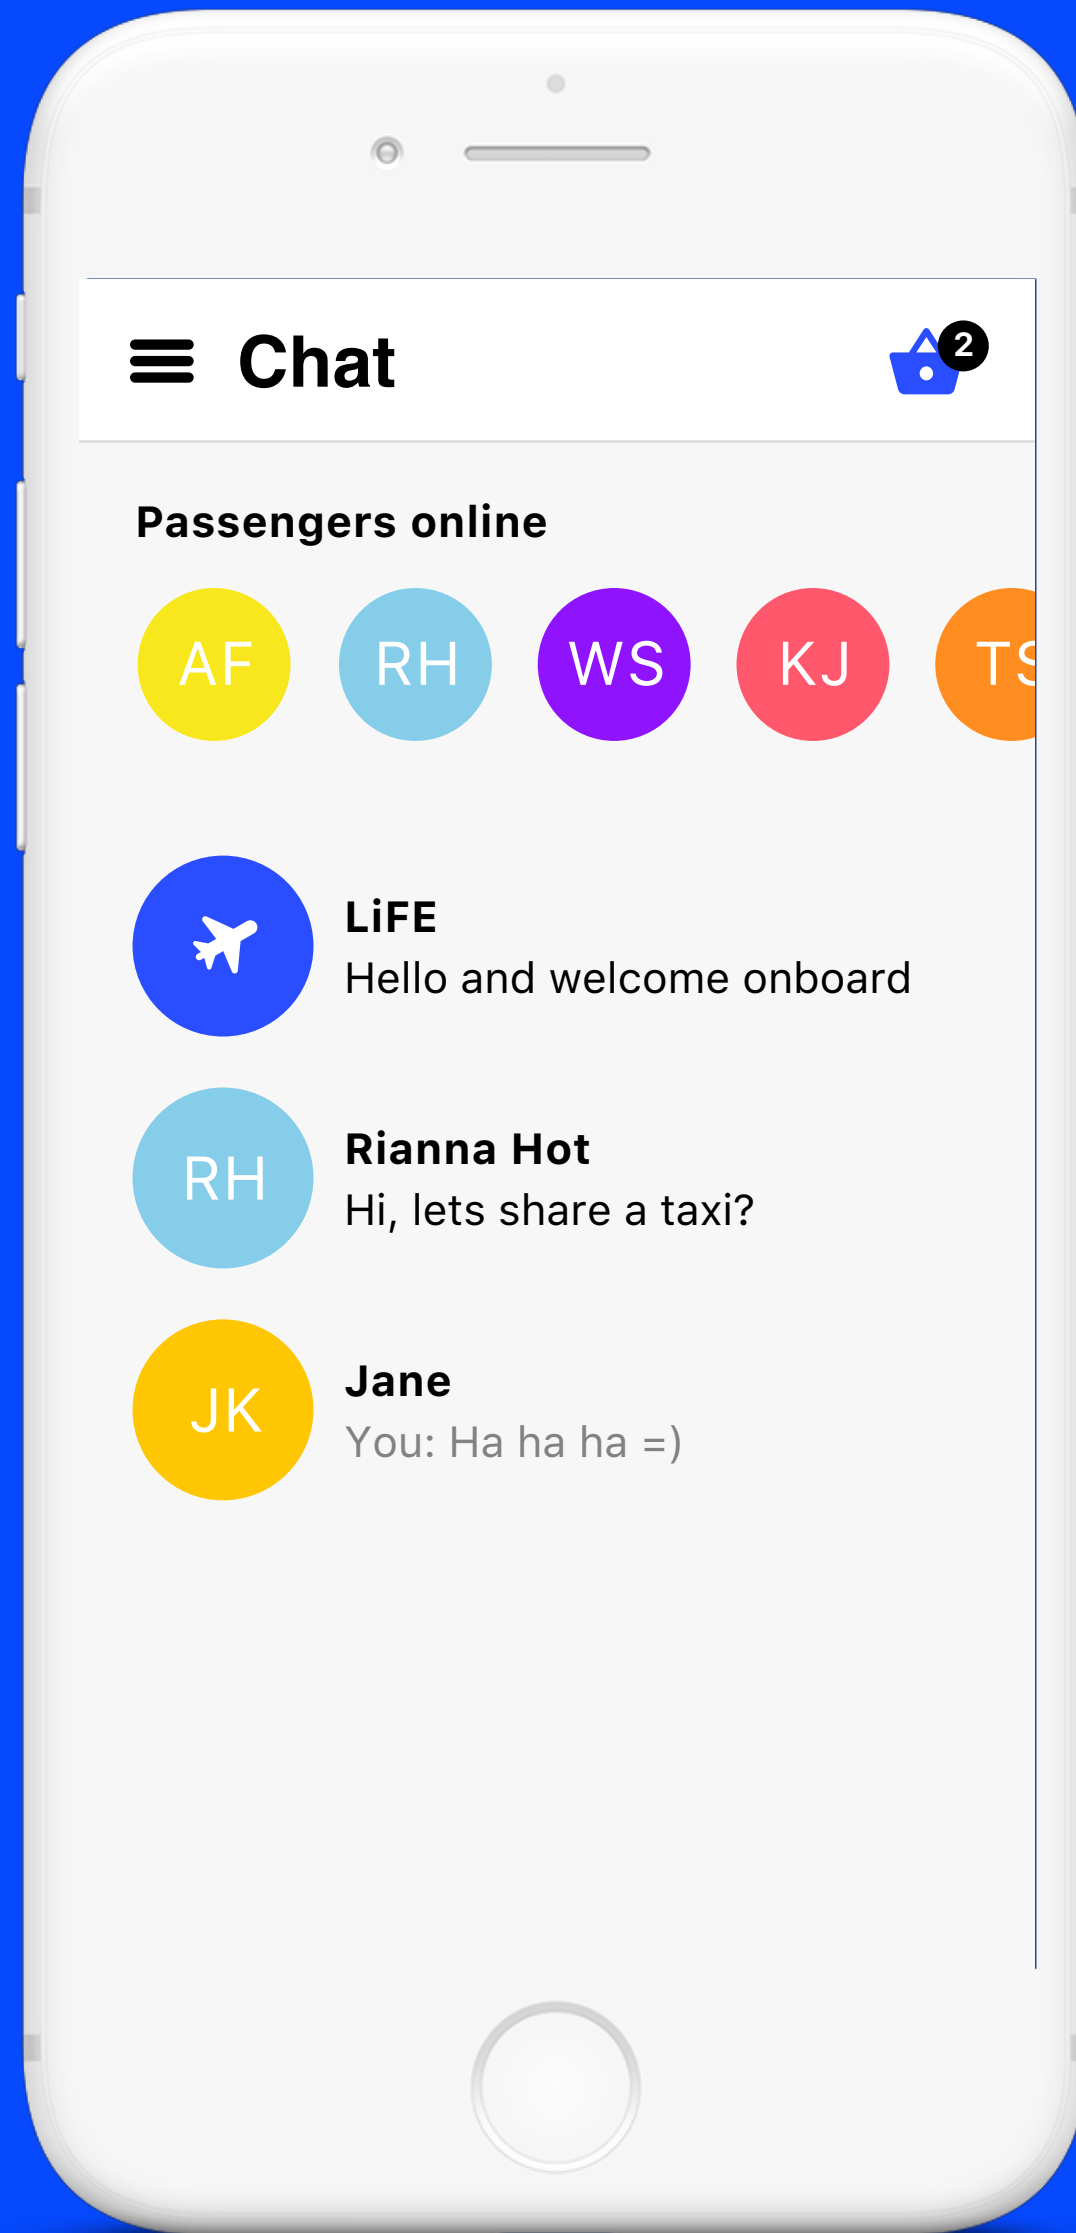 Chat
2
Passengers online
AF RH WS KJ TS
LiFE
Hello and welcome onboard
RH
Rianna Hot
Hi, lets share a taxi?
JK
Jane
You: Ha ha ha =)